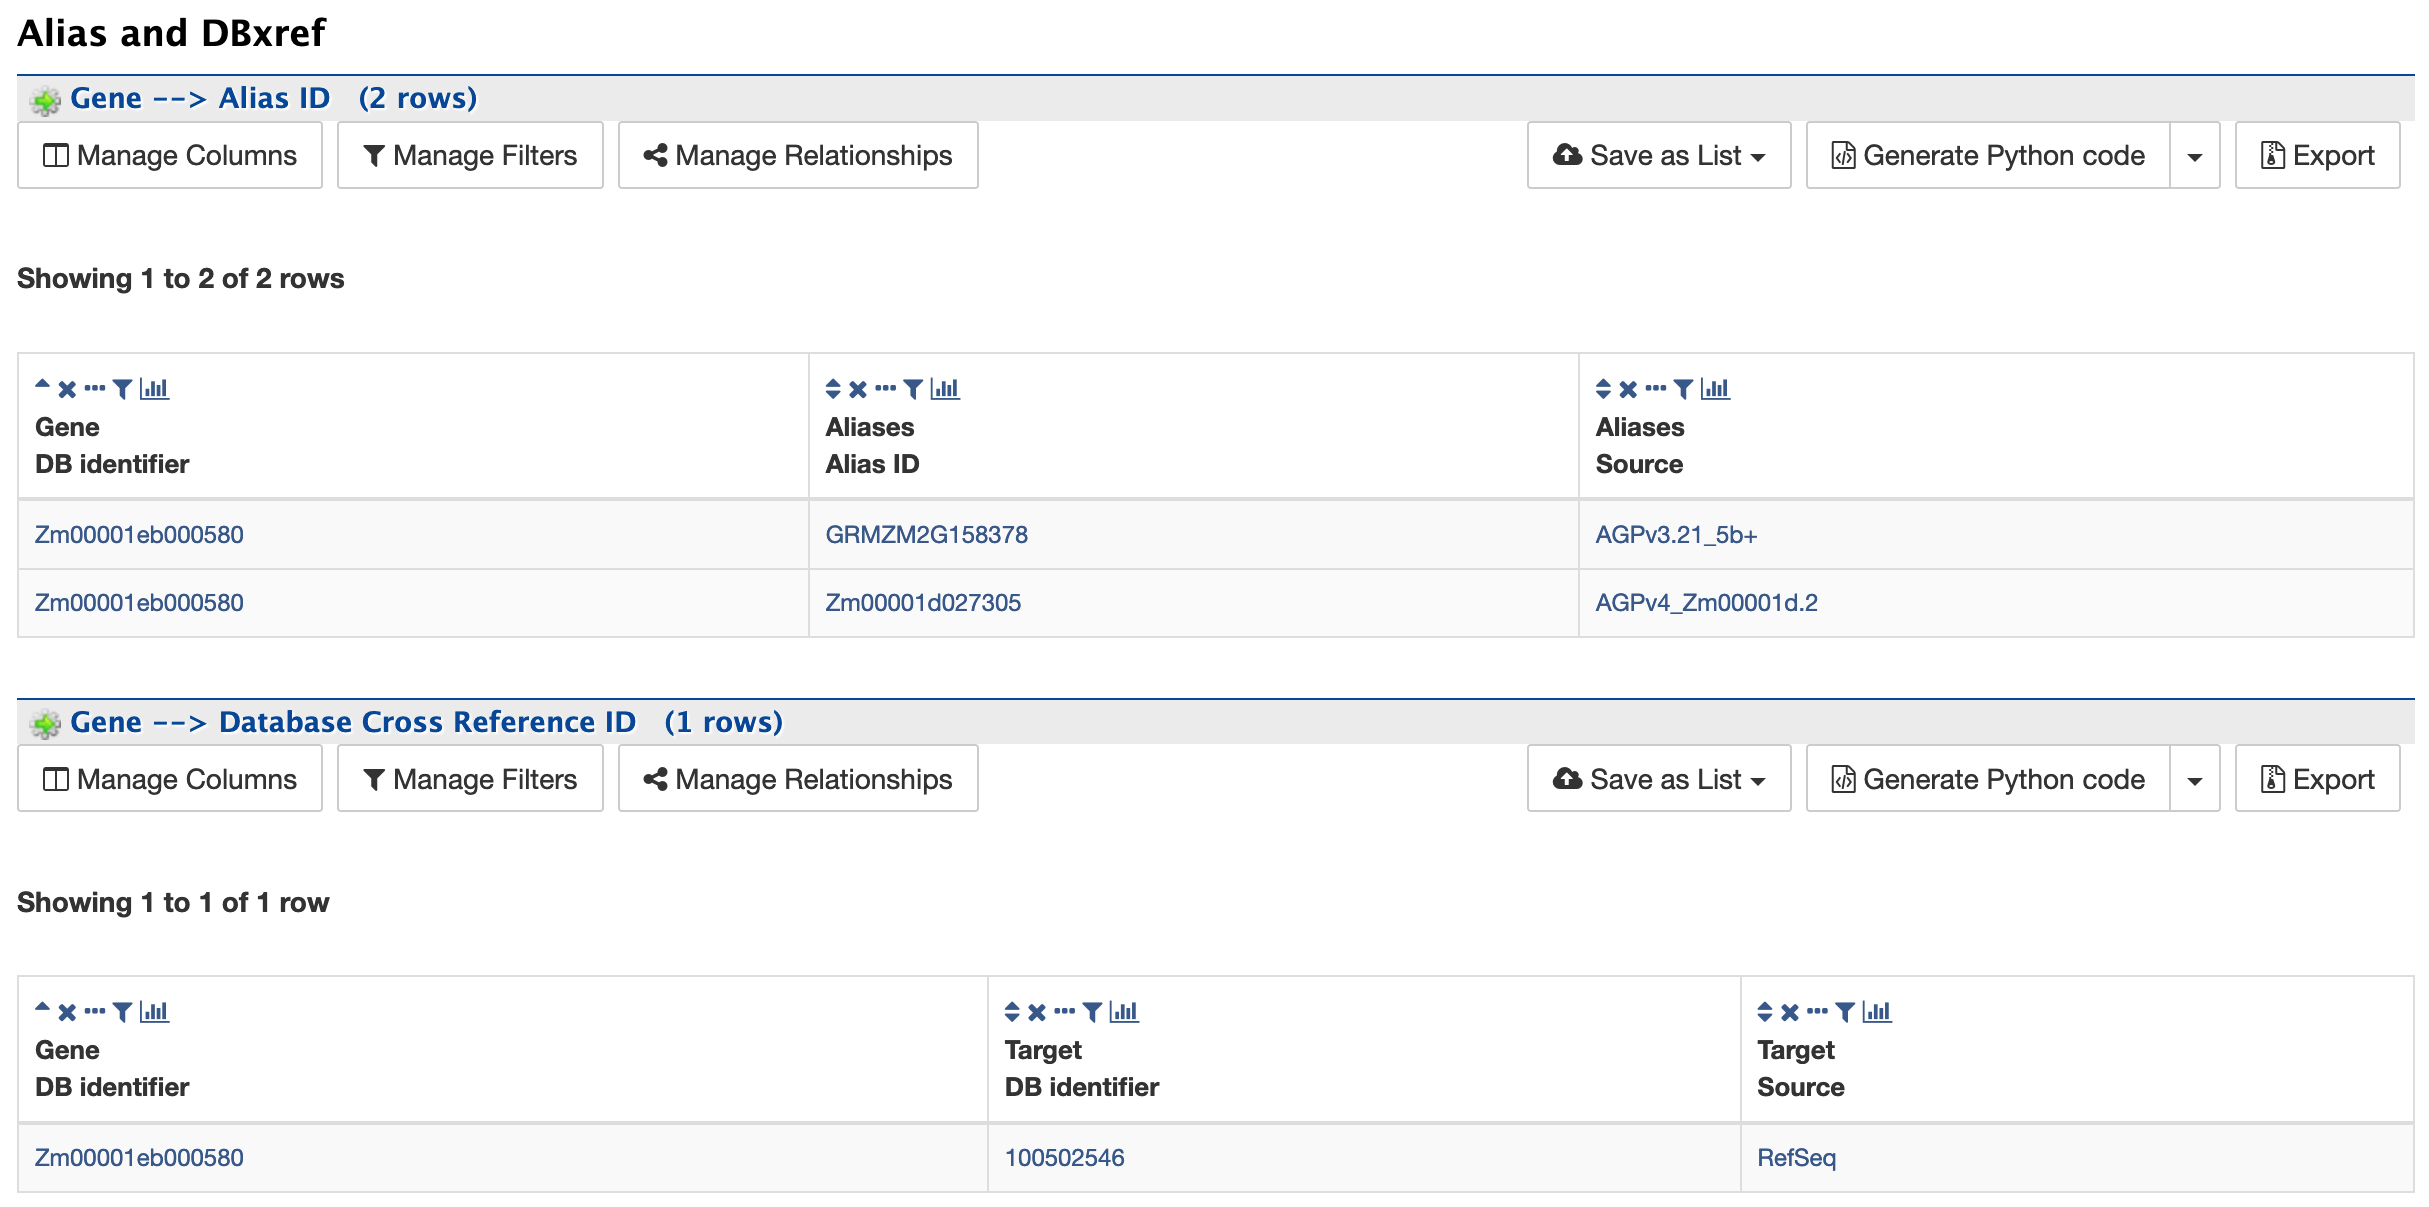 Alias and DBxref
Gene --> Alias ID (2 rows)
Manage Columns Manage Filters Manage Relationships Save as List Generate Python code Export
Showing 1 to 2 of 2 rows
Gene Aliases Aliases
DB identifier Alias ID Source
Zm00001eb000580 GRMZM2G158378 AGPv3.21_5b+
Zm00001eb000580 Zm00001d027305 AGPv4_Zm00001d.2
Gene --> Database Cross Reference ID (1 rows)
Manage Columns Manage Filters Manage Relationships Save as List Generate Python code Export
Showing 1 to 1 of 1 row
Gene Target Target
DB identifier DB identifier Source
Zm00001eb000580 100502546 RefSeq